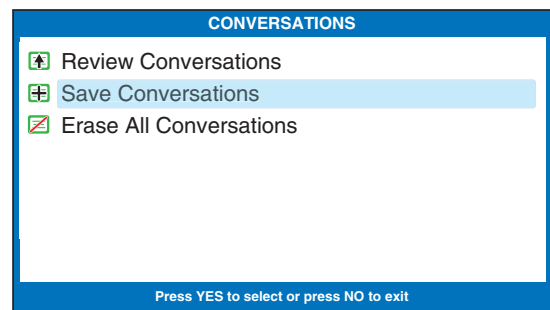 CONVERSATIONS
Review Conversations
Save Conversations
Erase All Conversations
Press YES to select or press NO to exit